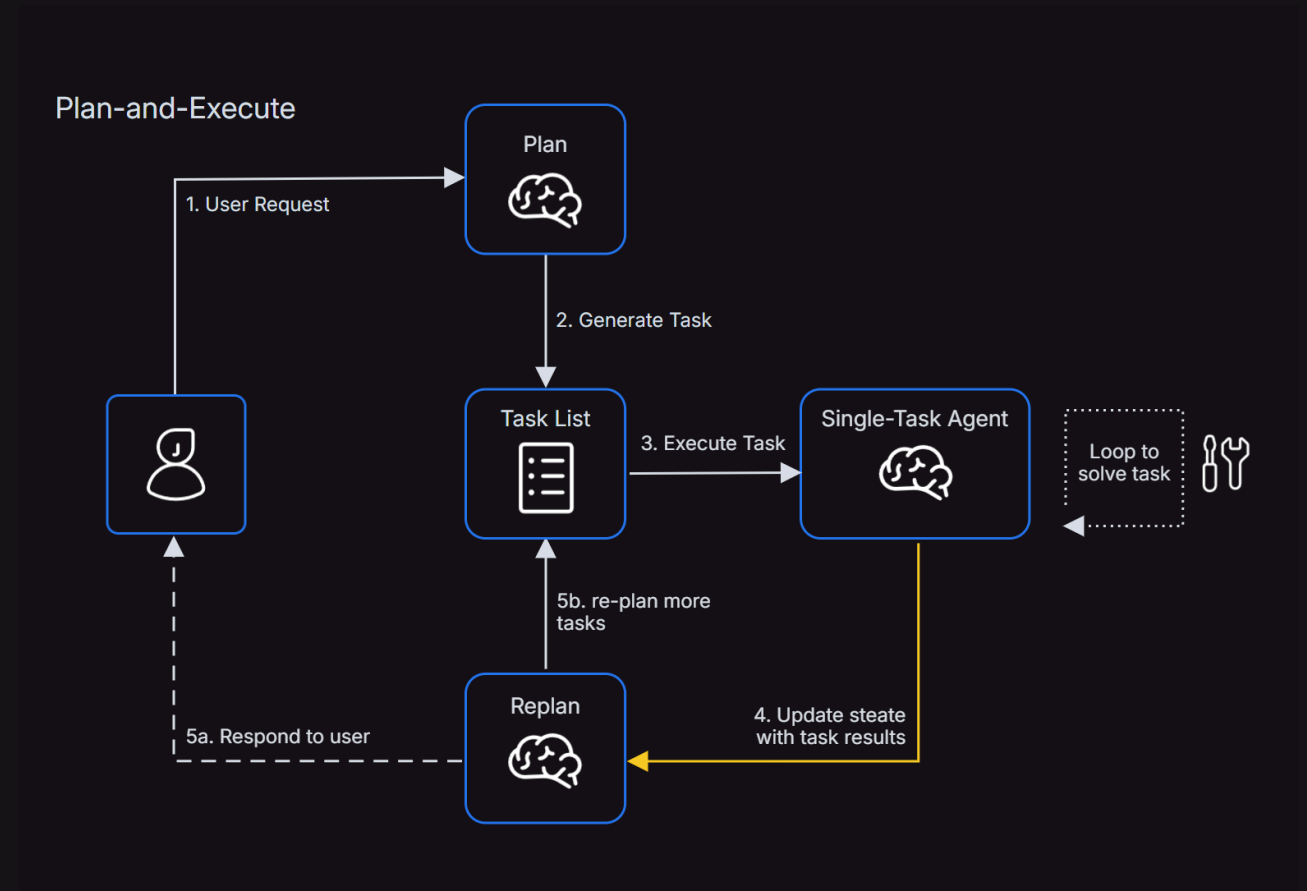 Plan-and-Execute
Plan
1. User Request
2. Generate Task
Task List
3. Execute Task
Single-Task Agent
Loop to
solve task
5b. re-plan more
tasks
Replan
4. Update steate
with task results
5a. Respond to user